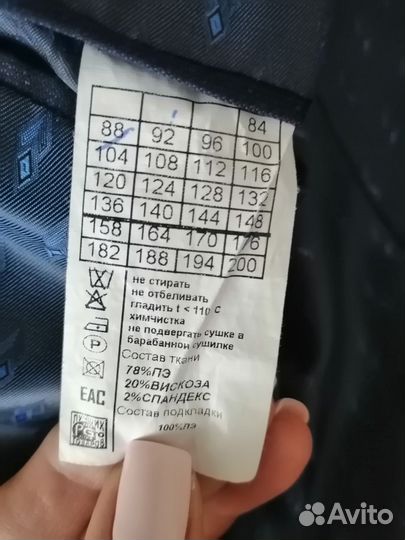 84
88 92 96 100
104 108 112 116
120 124 128 132
136 140 144 148
158 164 170 176
182 188 194 200
не стирать
не отбеливать
гладить t < 110 C
химчистка
не подвергать сушке в
барабанной сушилке
P
Состав ткани
78%ПЭ
20%ВИСКОЗА
2%СПАНДЕКС
EAC
Состав подкладки
100%ПЭ
Avito